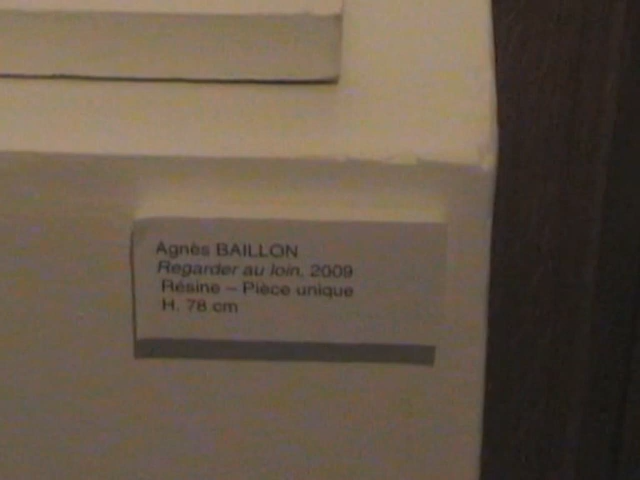 Agnès BAILLON
Regarder au loin, 2009
Résine – Pièce unique
H. 78 cm